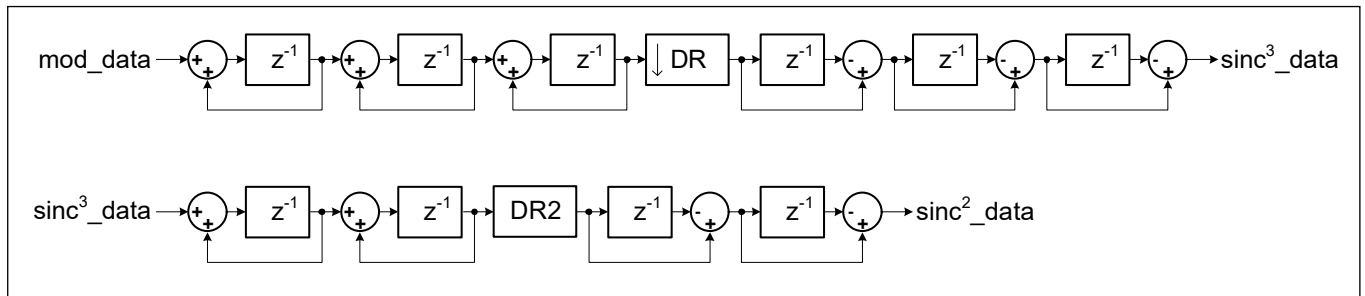 mod_data + + z⁻¹ + + z⁻¹ + + z⁻¹ ↓ DR z⁻¹ - + z⁻¹ - + z⁻¹ - + sinc³_data
sinc³_data + + z⁻¹ + + z⁻¹ DR2 z⁻¹ - + z⁻¹ - + sinc²_data